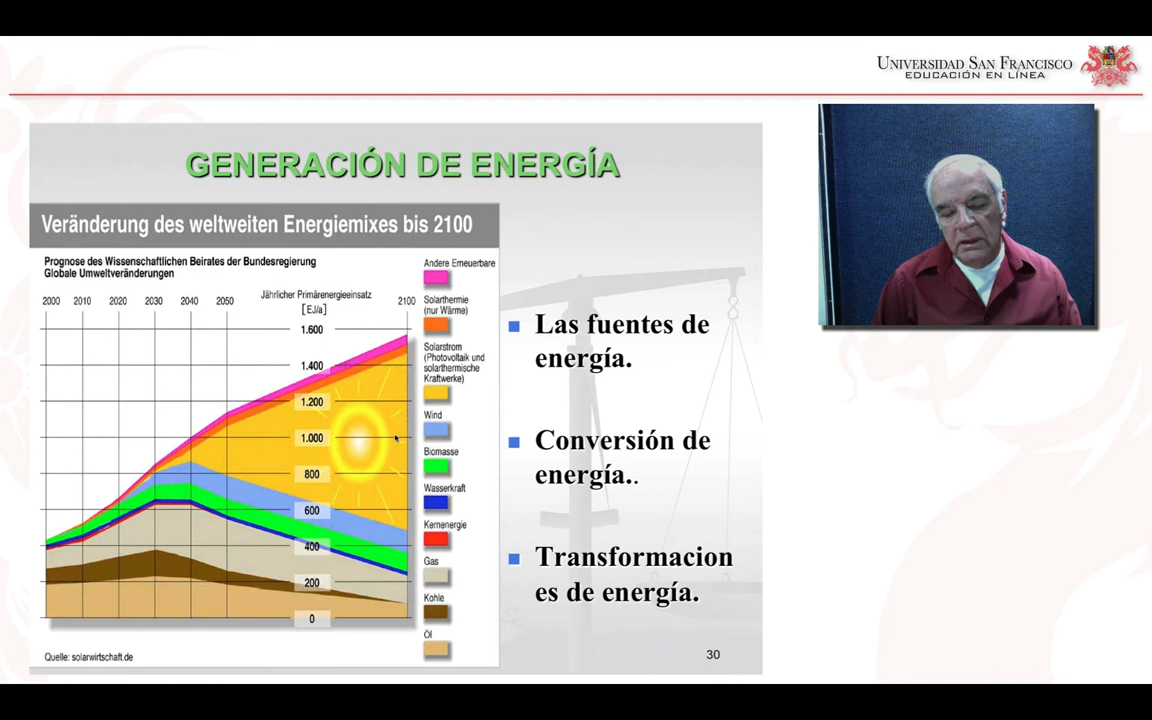 UNIVERSIDAD SAN FRANCISCO
EDUCACIÓN EN LÍNEA
GENERACIÓN DE ENERGÍA
Veränderung des weltweiten Energiemixes bis 2100
Prognose des Wissenschaftlichen Beirates der Bundesregierung
Globale Umweltveränderungen
2000 2010 2020 2030 2040 2050 2100
Jährlicher Primärenergieeinsatz
[EJ/a]
1.600
1.400
1.200
1.000
800
600
400
200
0
Andere Erneuerbare
Solarthermie
(nur Wärme)
Solarstrom
(Photovoltaik und
solarthermische
Kraftwerke)
Wind
Biomasse
Wasserkraft
Kernenergie
Gas
Kohle
Öl
Quelle: solarwirtschaft.de
Las fuentes de
energía.
Conversión de
energía..
Transformacion
es de energía.
30